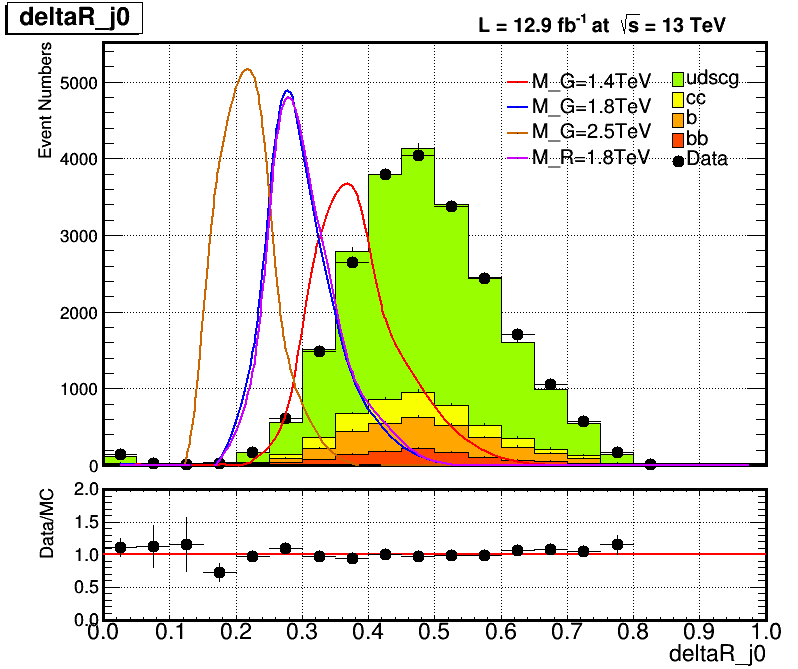 deltaR_j0
L = 12.9 fb⁻¹ at √s = 13 TeV
Event Numbers
5000
4000
3000
2000
1000
0
M_G=1.4TeV
M_G=1.8TeV
M_G=2.5TeV
M_R=1.8TeV
udscg
cc
b
bb
Data
Data/MC
2.0
1.5
1.0
0.5
0.0
0.0 0.1 0.2 0.3 0.4 0.5 0.6 0.7 0.8 0.9 1.0
deltaR_j0